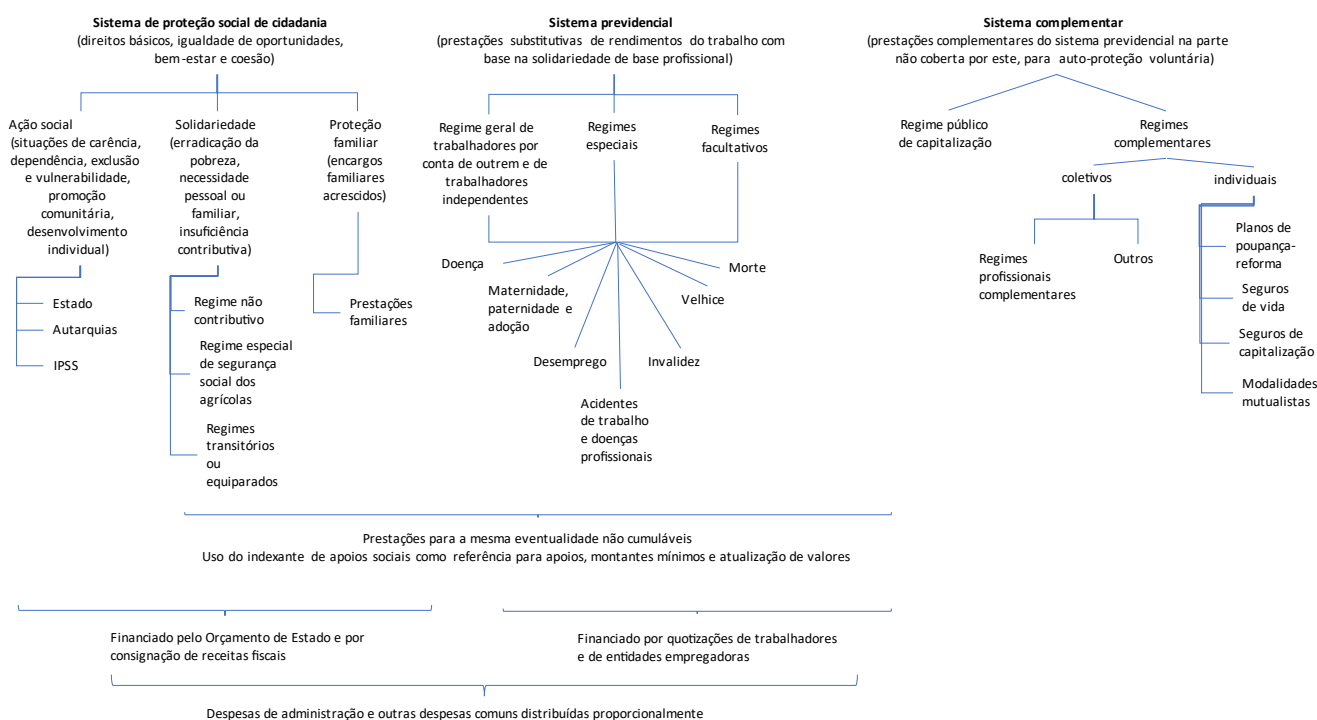 Sistema de proteção social de cidadania
(direitos básicos, igualdade de oportunidades,
bem-estar e coesão)
Sistema previdencial
(prestações substitutivas de rendimentos do trabalho com
base na solidariedade de base profissional)
Sistema complementar
(prestações complementares do sistema previdencial na parte
não coberta por este, para auto-proteção voluntária)
Ação social
(situações de carência,
dependência, exclusão
e vulnerabilidade,
promoção
comunitária,
desenvolvimento
individual)
Solidariedade
(erradicação da
pobreza,
necessidade
pessoal ou
familiar,
insuficiência
contributiva)
Proteção
familiar
(encargos
familiares
acrescidos)
Regime geral de
trabalhadores por
conta de outrem e de
trabalhadores
independentes
Regimes
especiais
Regimes
facultativos
Regime público
de capitalização
Regimes
complementares
coletivos
individuais
Estado
Autarquias
IPSS
Regime não
contributivo
Regime especial
de segurança
social dos
agrícolas
Regimes
transitórios
ou
equiparados
Prestações
familiares
Doença
Maternidade,
paternidade e
adoção
Desemprego
Acidentes
de trabalho
e doenças
profissionais
Invalidez
Velhice
Morte
Regimes
profissionais
complementares
Outros
Planos de
poupança-
reforma
Seguros
de vida
Seguros de
capitalização
Modalidades
mutualistas
Prestações para a mesma eventualidade não cumuláveis
Uso do indexante de apoios sociais como referência para apoios, montantes mínimos e atualização de valores
Financiado pelo Orçamento de Estado e por
consignação de receitas fiscais
Financiado por quotizações de trabalhadores
e de entidades empregadoras
Despesas de administração e outras despesas comuns distribuídas proporcionalmente